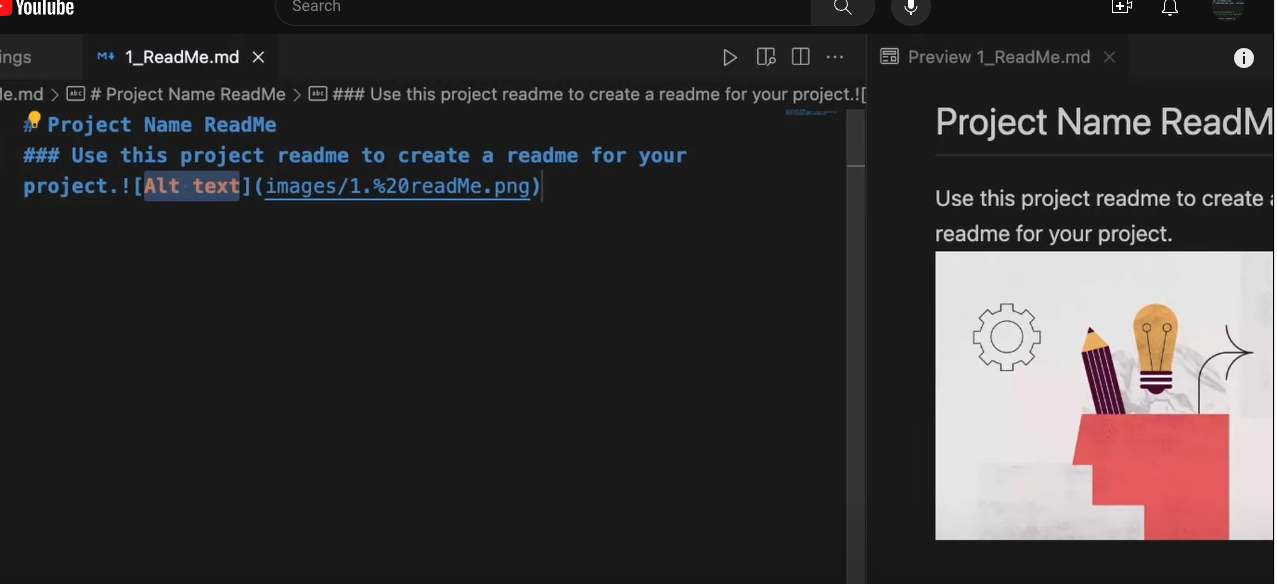 YouTube
Search
ings
1_ReadMe.md
Preview 1_ReadMe.md
Me.md > # Project Name ReadMe > ### Use this project readme to create a readme for your project.![
# Project Name ReadMe
### Use this project readme to create a readme for your
project.![Alt text](images/1.%20readMe.png)
Project Name ReadM
Use this project readme to create a
readme for your project.